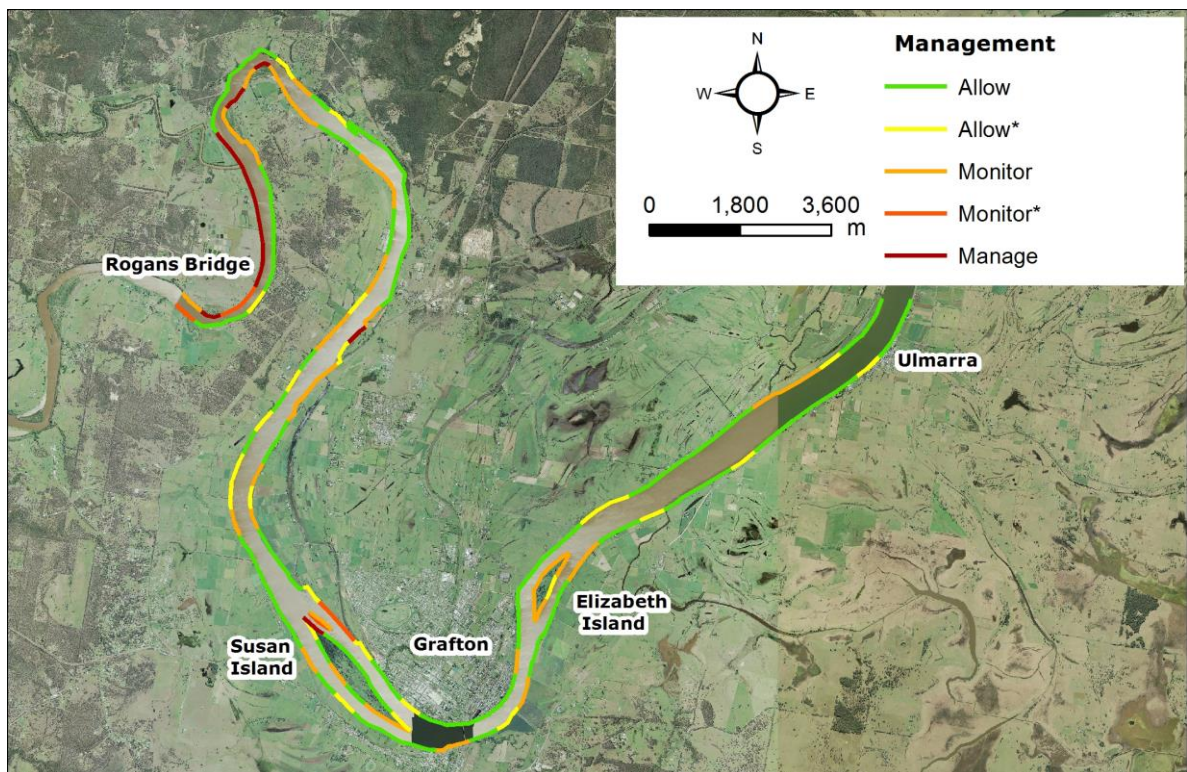 N
W E
S
0 1,800 3,600
m
Management
Allow
Allow*
Monitor
Monitor*
Manage
Rogans Bridge
Ulmarra
Elizabeth
Island
Grafton
Susan
Island